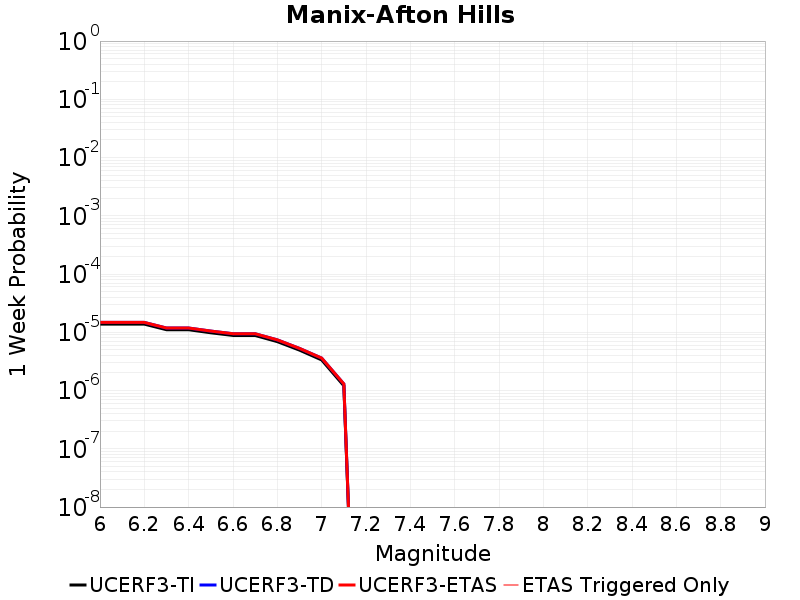 Manix-Afton Hills
10^0
10^-1
10^-2
10^-3
10^-4
10^-5
10^-6
10^-7
10^-8
1 Week Probability
6 6.2 6.4 6.6 6.8 7 7.2 7.4 7.6 7.8 8 8.2 8.4 8.6 8.8 9
Magnitude
UCERF3-TI UCERF3-TD UCERF3-ETAS ETAS Triggered Only